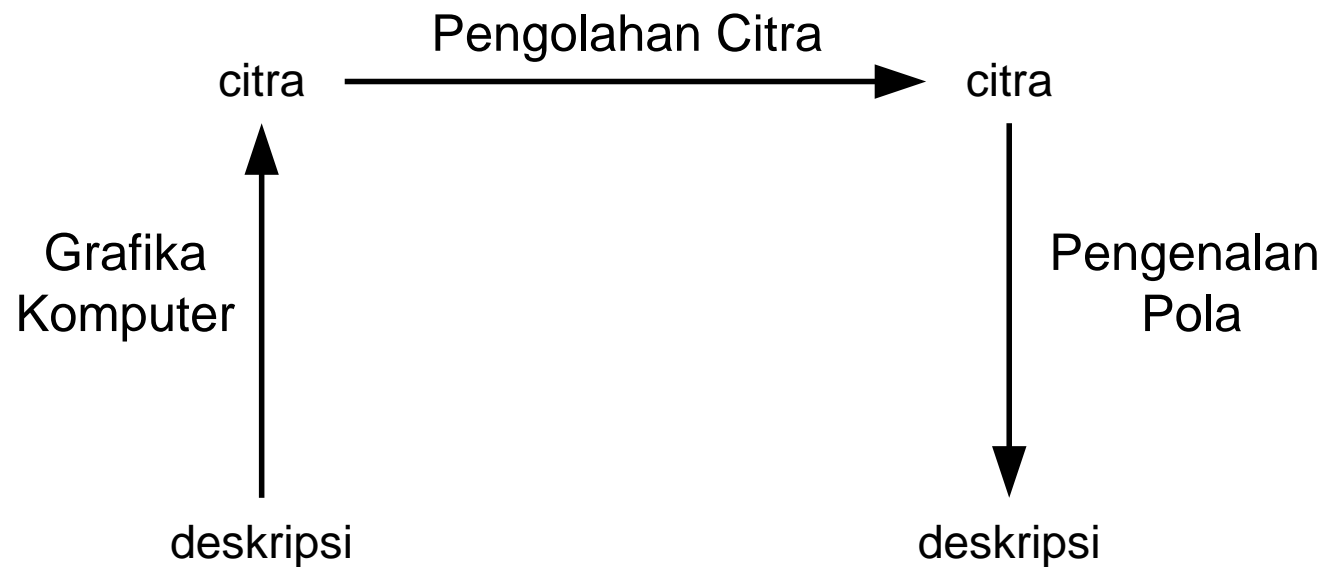 Pengolahan Citra
citra
citra
Grafika
Komputer
Pengenalan
Pola
deskripsi
deskripsi